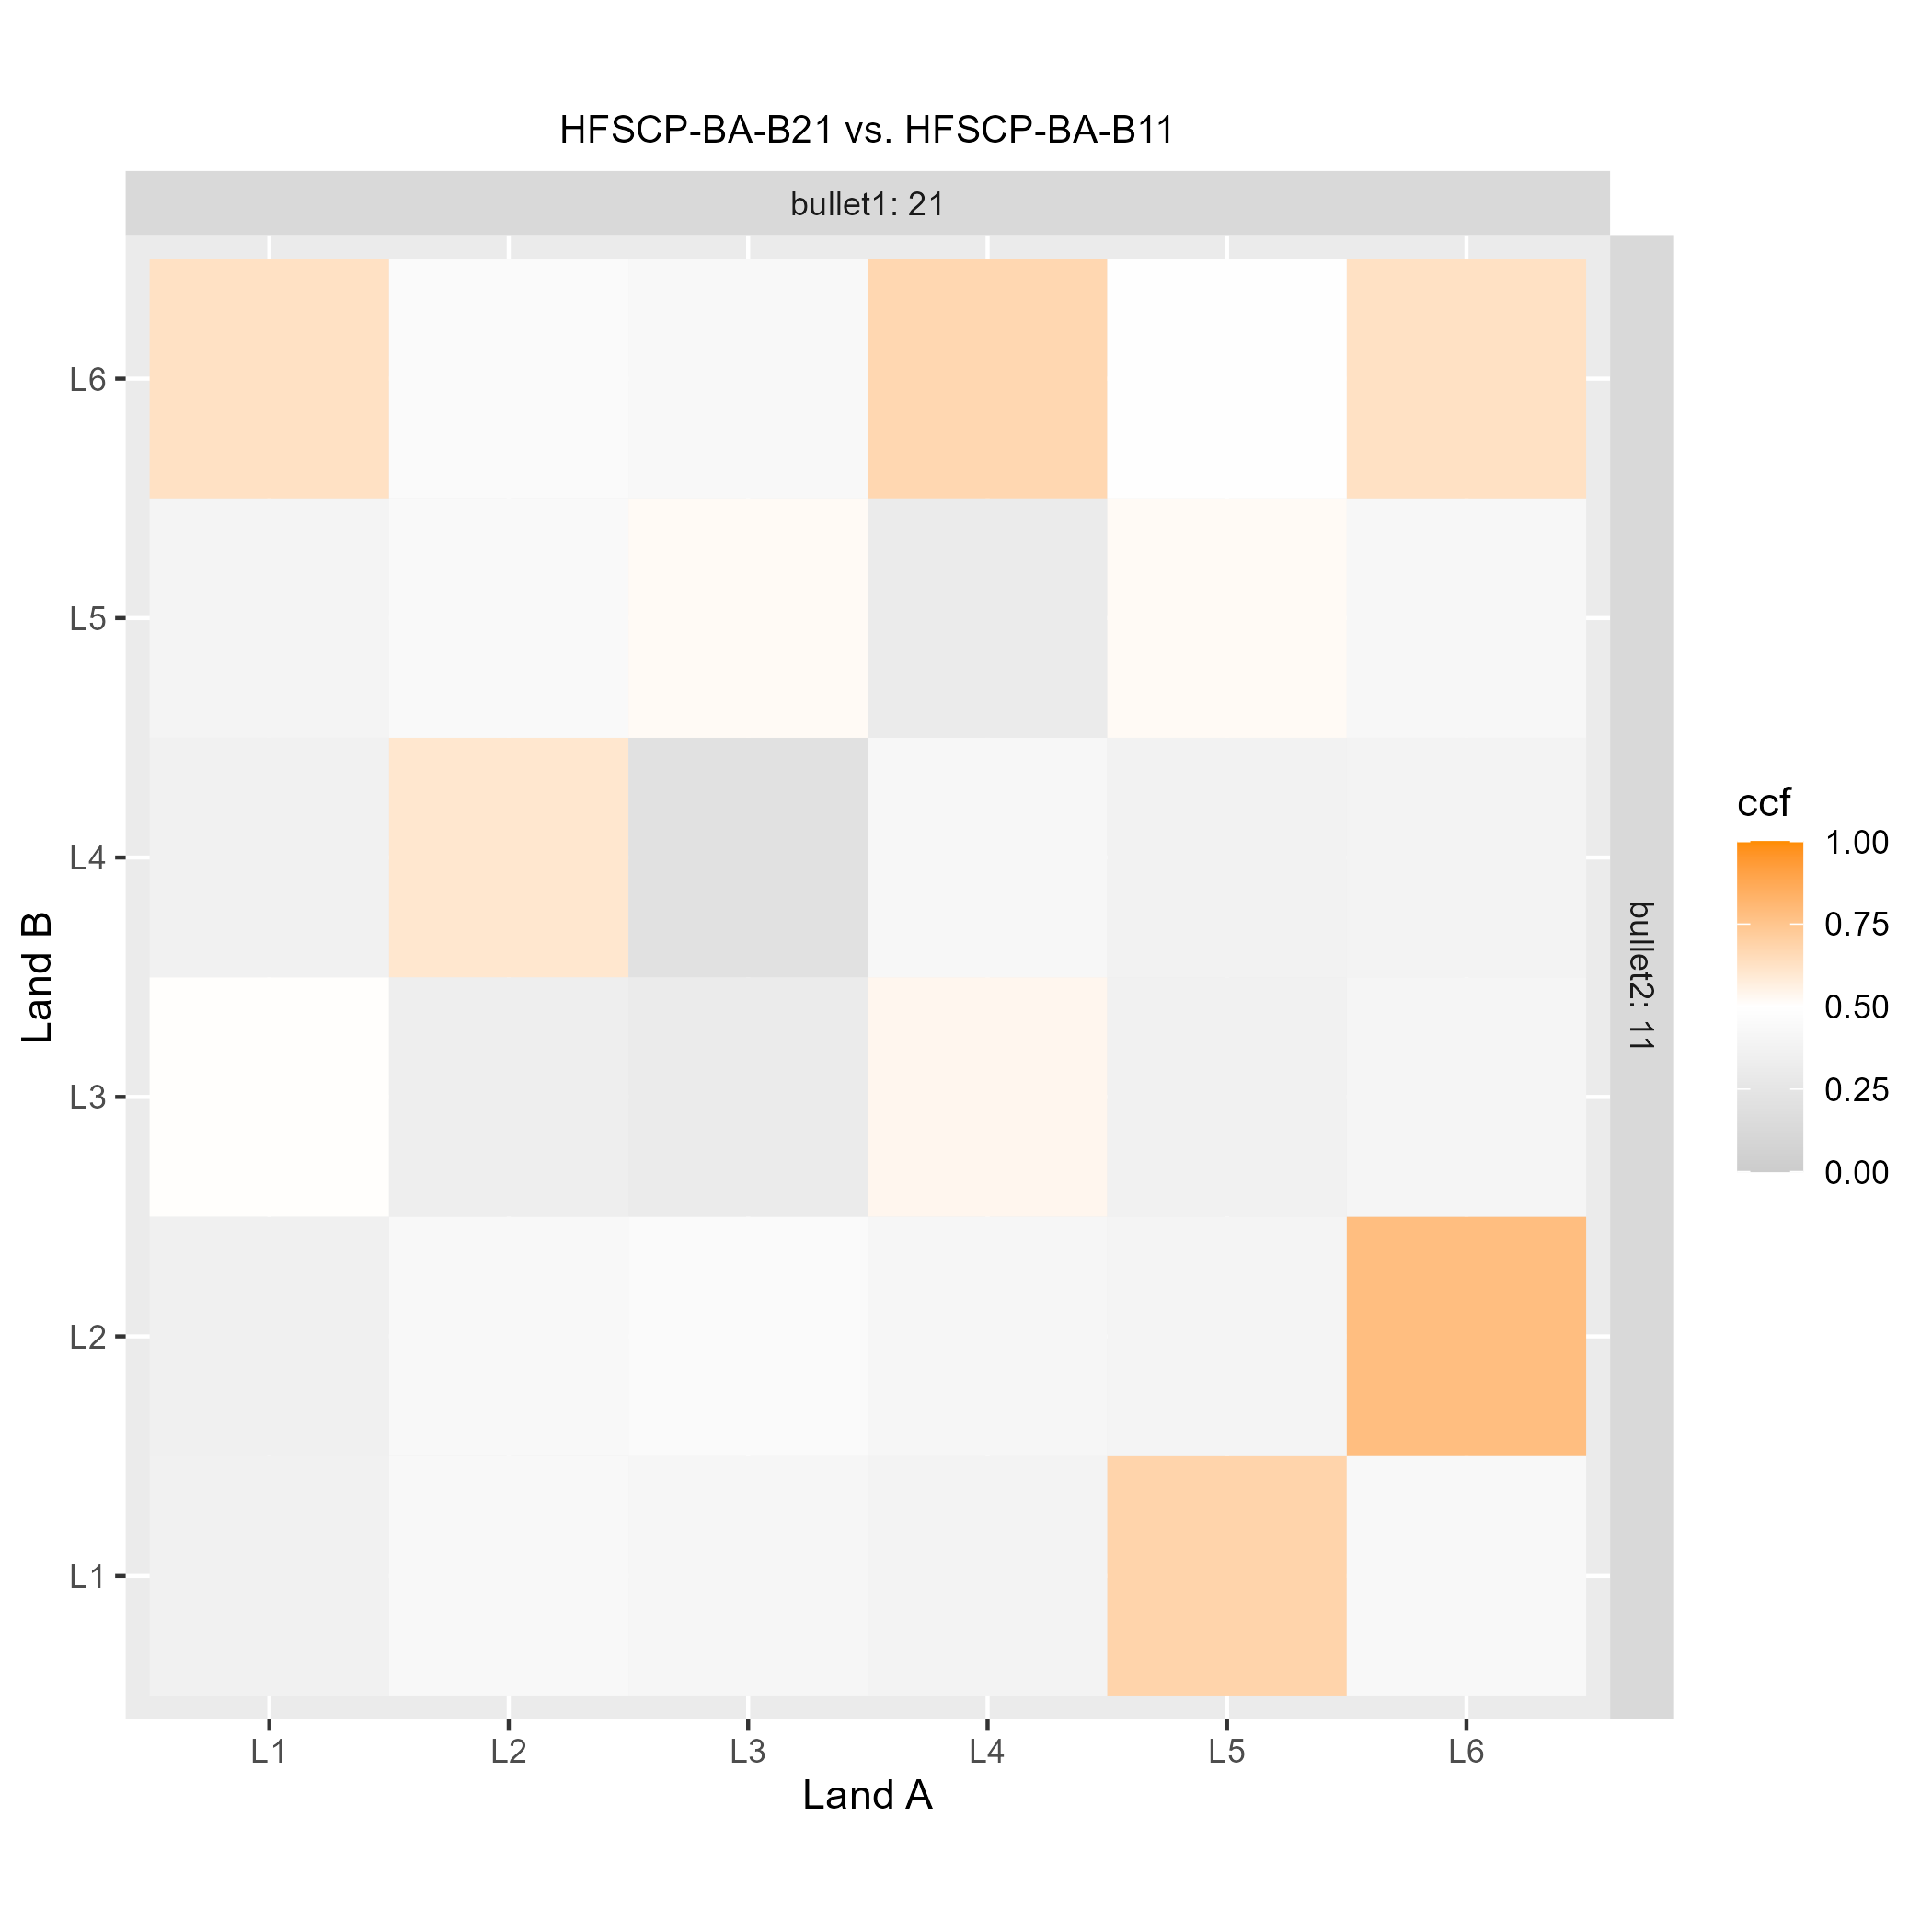 HFSCP-BA-B21 vs. HFSCP-BA-B11
bullet1: 21
L6
L5
L4
L3
L2
L1
Land B
bullet2: 11
ccf
1.00
0.75
0.50
0.25
0.00
L1 L2 L3 L4 L5 L6
Land A